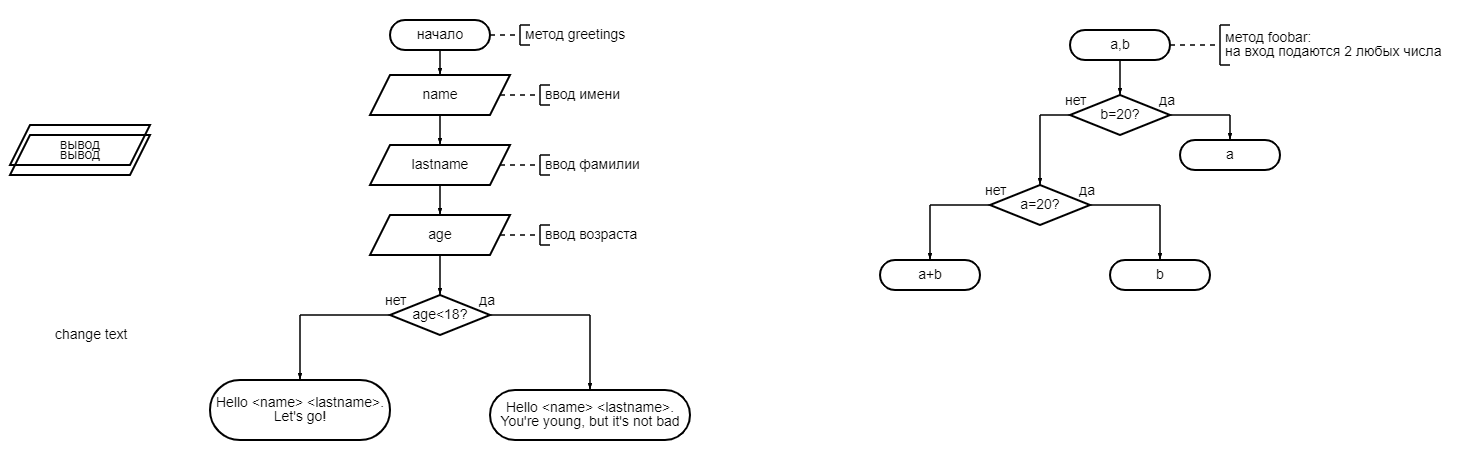 вывод
вывод
change text
начало
метод greetings
name
ввод имени
lastname
ввод фамилии
age
ввод возраста
нет
да
age<18?
Hello <name> <lastname>.
Let's go!
Hello <name> <lastname>.
You're young, but it's not bad
a,b
метод foobar:
на вход подаются 2 любых числа
нет
да
b=20?
a
нет
да
a=20?
a+b
b